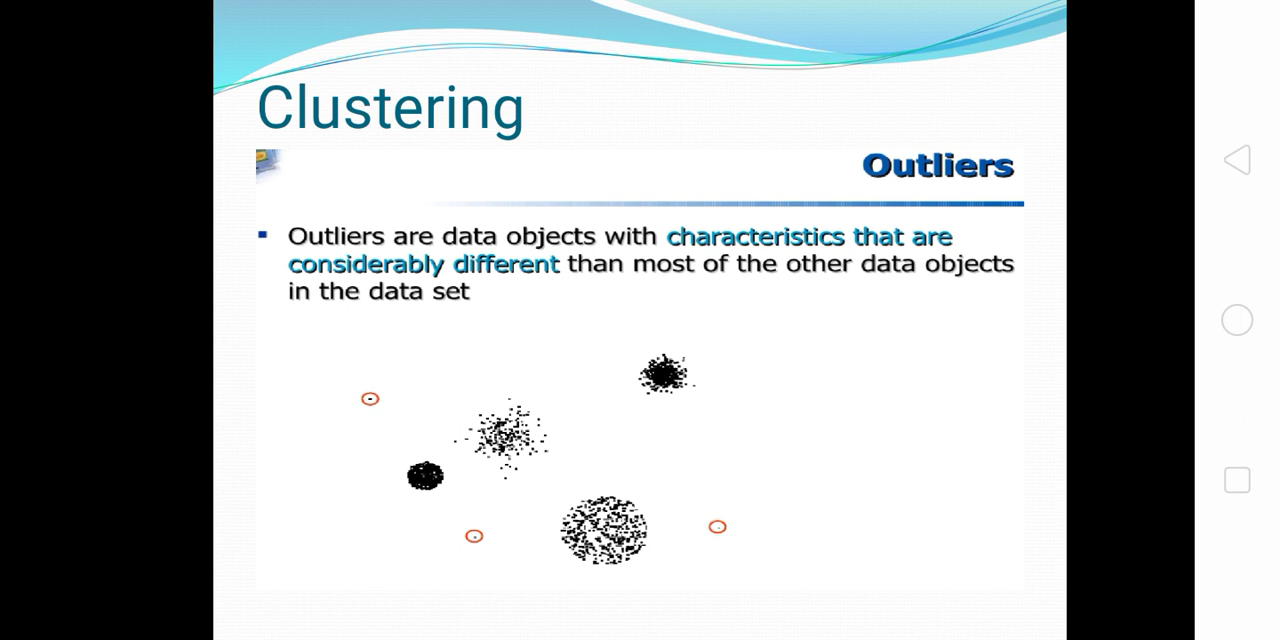 Clustering
Outliers
Outliers are data objects with characteristics that are
considerably different than most of the other data objects
in the data set